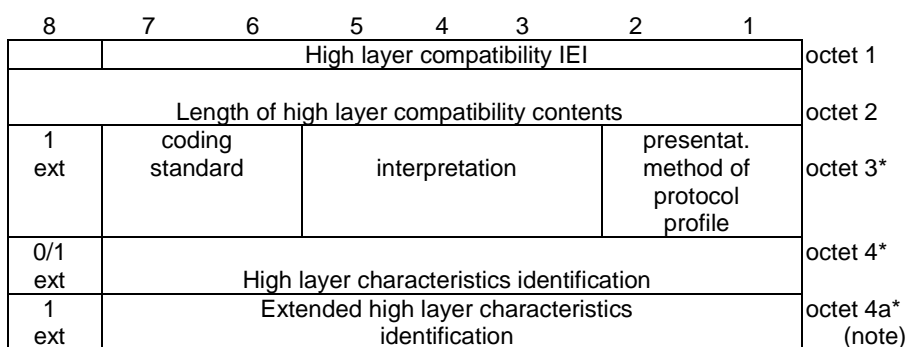 8 7 6 5 4 3 2 1
High layer compatibility IEI octet 1
Length of high layer compatibility contents octet 2
1 coding presentat.
ext standard interpretation method of octet 3*
protocol
profile
0/1 octet 4*
ext High layer characteristics identification
1 Extended high layer characteristics octet 4a*
ext identification (note)